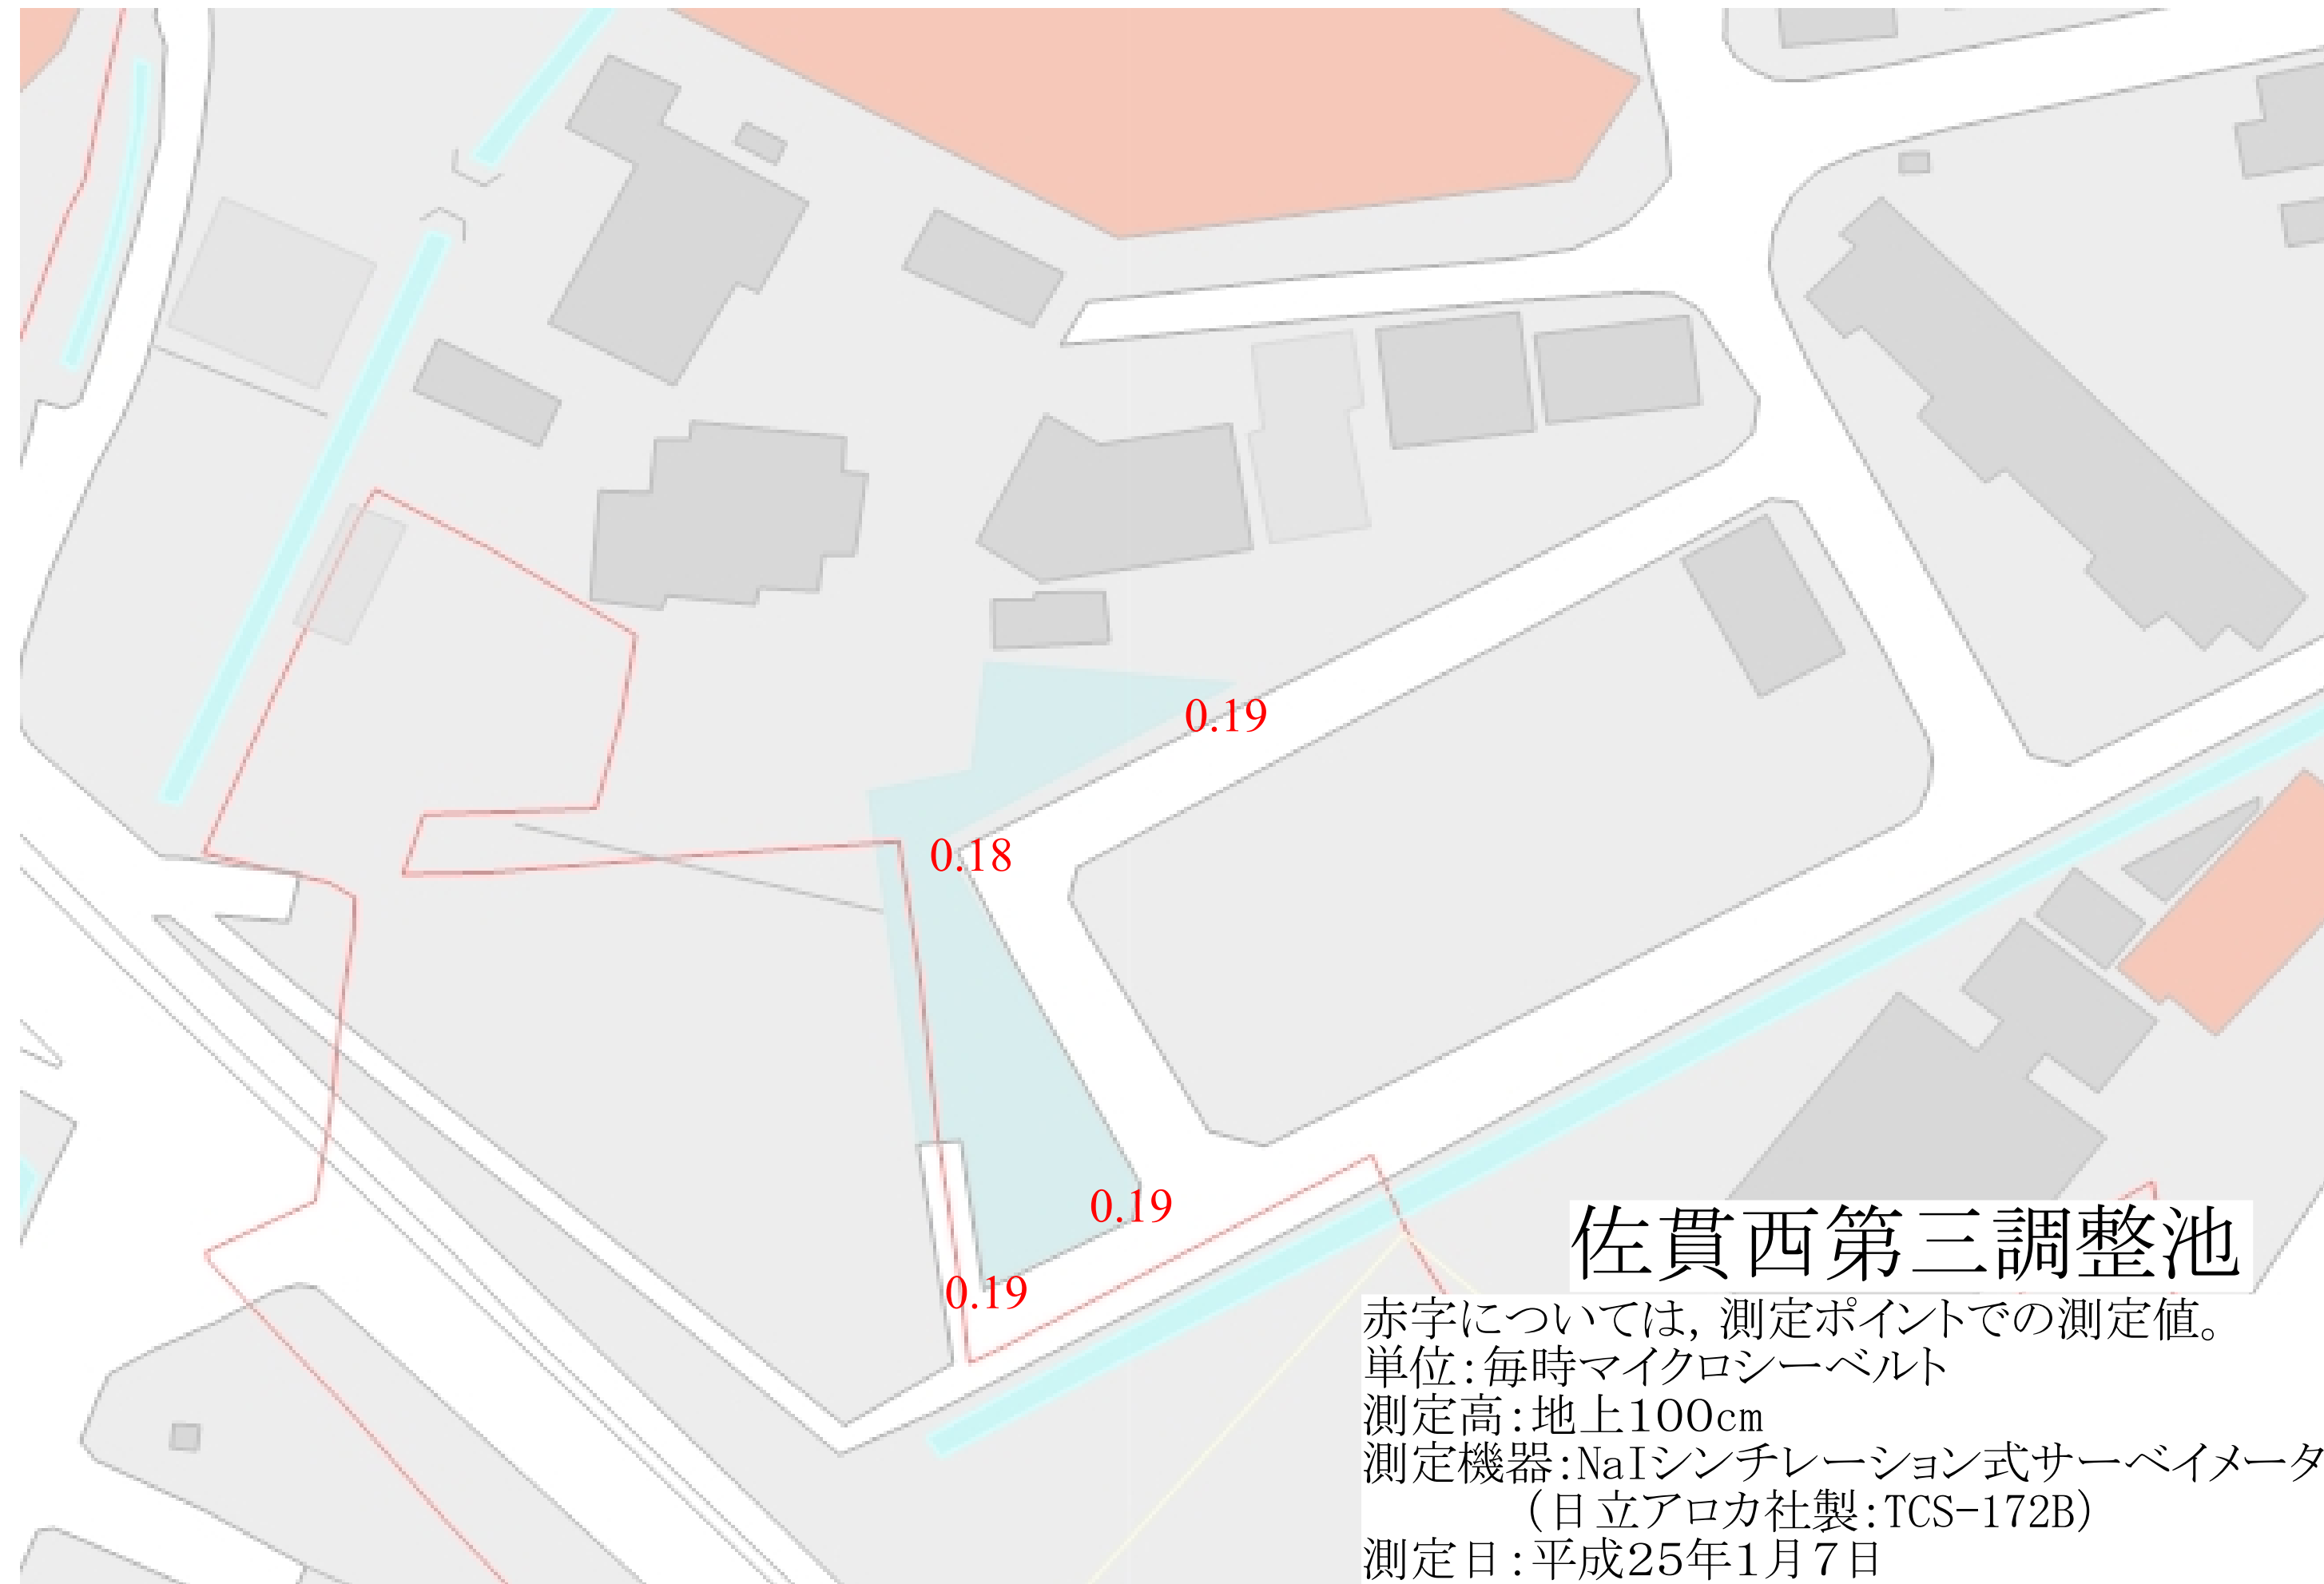 0.19
0.18
0.19
0.19
佐貫西第三調整池
赤字については, 測定ポイントでの測定値。
単位:毎時マイクロシーベルト
測定高:地上100cm
測定機器:NaIシンチレーション式サーベイメータ
(日立アロカ社製:TCS-172B)
測定日:平成25年1月7日